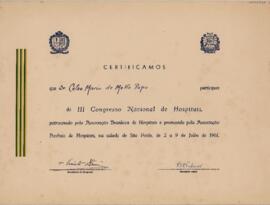 CERTIFICAMOS
que Dr Celso Maria de Mello Pupo participou
do III Congresso Nacional de Hospitais,
patrocinado pela Associação Brasileira de Hospitais e promovido pela Associação
Paulista de Hospitais, na cidade de São Paulo, de 2 a 9 de Julho de 1961.